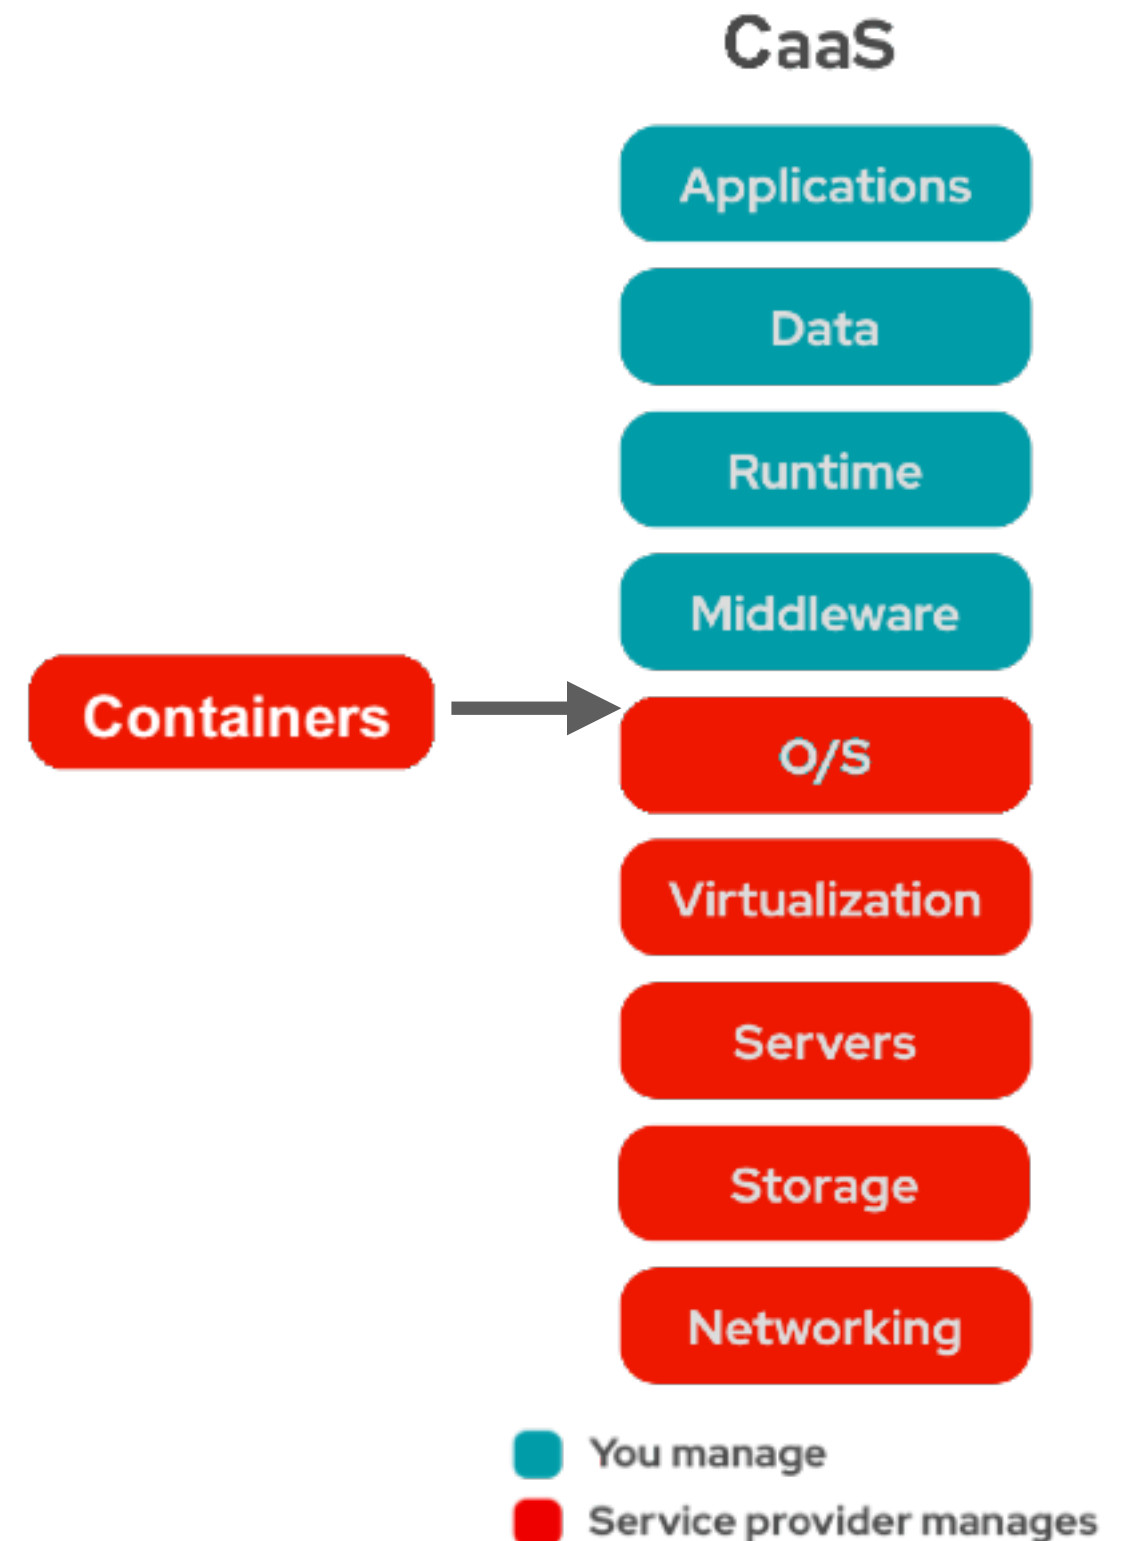 CaaS
Applications
Data
Runtime
Middleware
Containers
O/S
Virtualization
Servers
Storage
Networking
You manage
Service provider manages